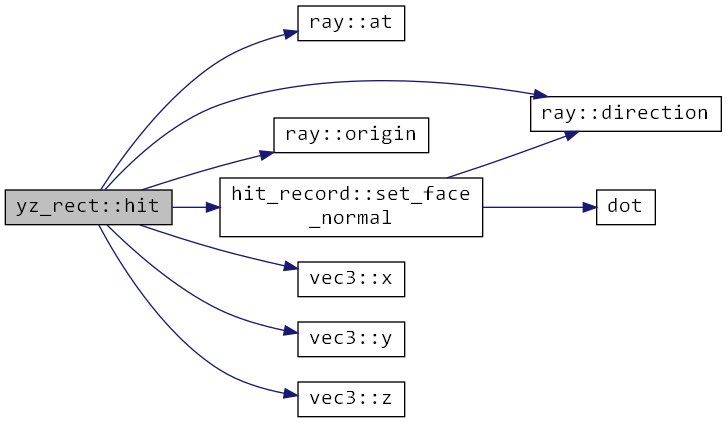 ray::at
ray::direction
ray::origin
yz_rect::hit
hit_record::set_face
_normal
dot
vec3::x
vec3::y
vec3::z